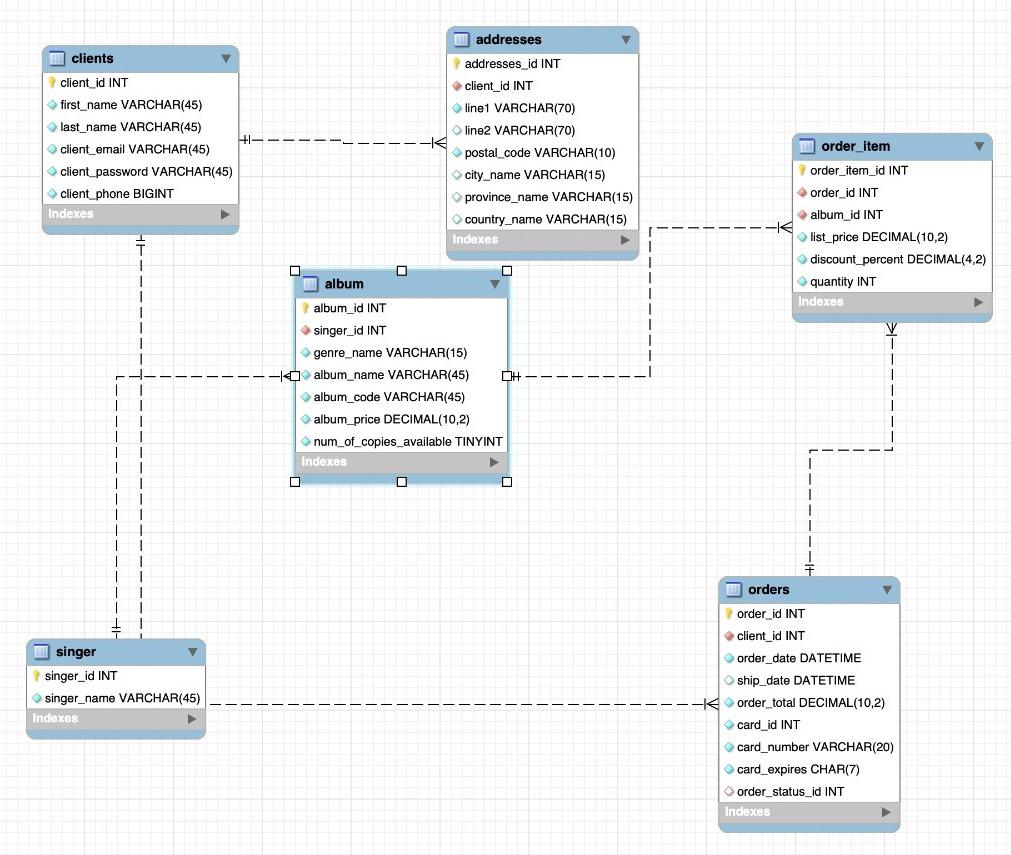 clients
client_id INT
first_name VARCHAR(45)
last_name VARCHAR(45)
client_email VARCHAR(45)
client_password VARCHAR(45)
client_phone BIGINT
Indexes
addresses
addresses_id INT
client_id INT
line1 VARCHAR(70)
line2 VARCHAR(70)
postal_code VARCHAR(10)
city_name VARCHAR(15)
province_name VARCHAR(15)
country_name VARCHAR(15)
Indexes
order_item
order_item_id INT
order_id INT
album_id INT
list_price DECIMAL(10,2)
discount_percent DECIMAL(4,2)
quantity INT
Indexes
album
album_id INT
singer_id INT
genre_name VARCHAR(15)
album_name VARCHAR(45)
album_code VARCHAR(45)
album_price DECIMAL(10,2)
num_of_copies_available TINYINT
Indexes
singer
singer_id INT
singer_name VARCHAR(45)
Indexes
orders
order_id INT
client_id INT
order_date DATETIME
ship_date DATETIME
order_total DECIMAL(10,2)
card_id INT
card_number VARCHAR(20)
card_expires CHAR(7)
order_status_id INT
Indexes